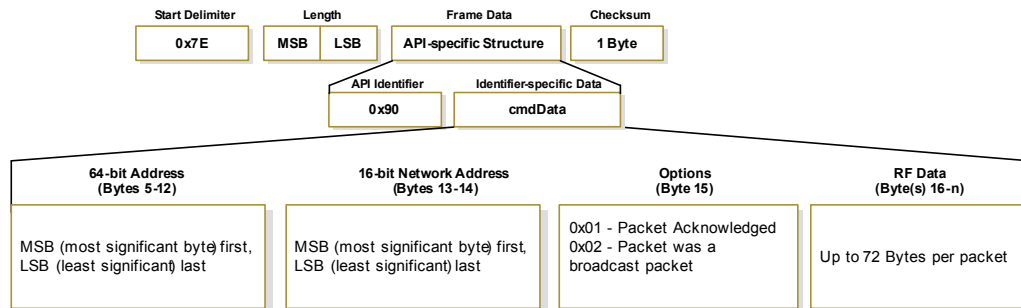 Start Delimiter
Length
Frame Data
Checksum
0x7E
MSB
LSB
API-specific Structure
1 Byte
API Identifier
Identifier-specific Data
0x90
cmdData
64-bit Address
(Bytes 5-12)
MSB (most significant byte) first,
LSB (least significant) last
16-bit Network Address
(Bytes 13-14)
MSB (most significant byte) first,
LSB (least significant) last
Options
(Byte 15)
0x01 - Packet Acknowledged
0x02 - Packet was a
broadcast packet
RF Data
(Byte(s) 16-n)
Up to 72 Bytes per packet